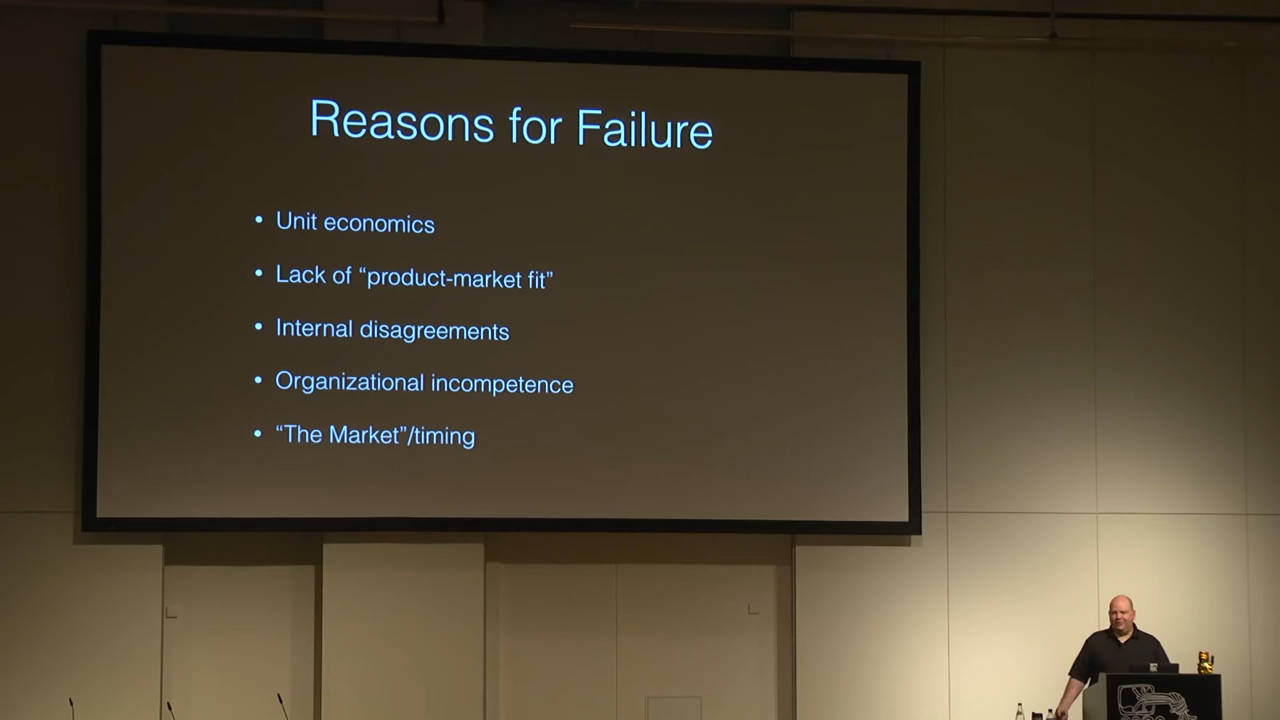 Reasons for Failure
• Unit economics
• Lack of “product-market fit”
• Internal disagreements
• Organizational incompetence
• “The Market”/timing